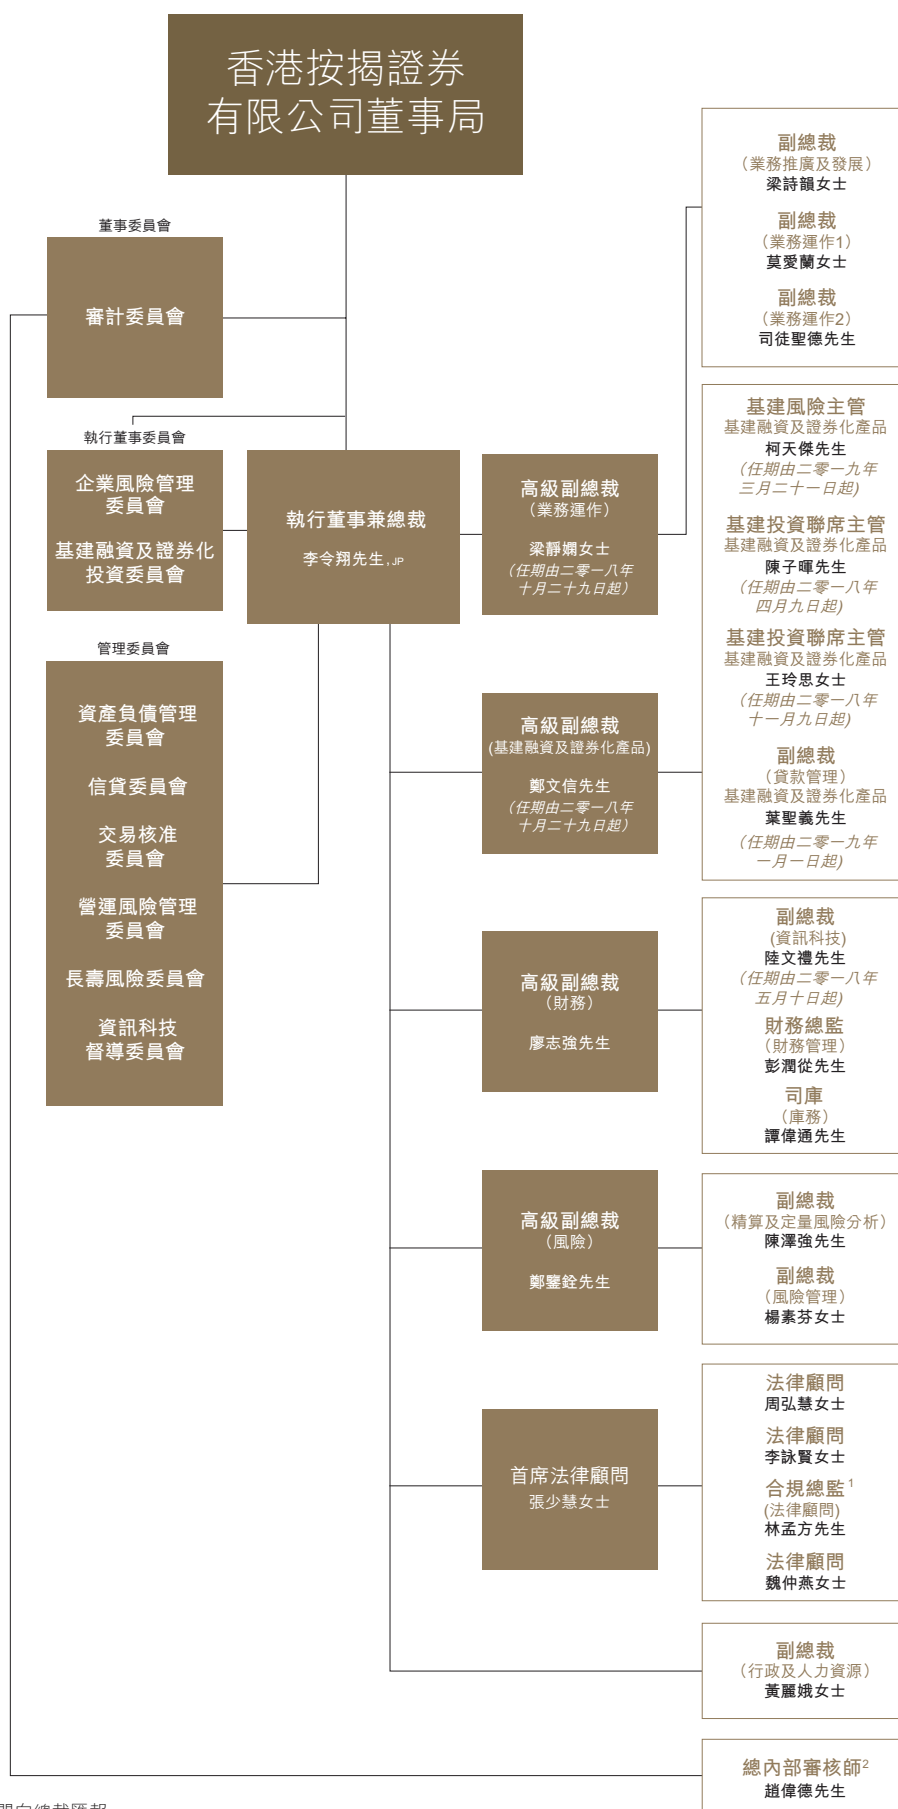 香港按揭證券
有限公司董事局
董事委員會
審計委員會
執行董事委員會
企業風險管理
委員會
基建融資及證券化
投資委員會
管理委員會
資產負債管理
委員會
信貸委員會
交易核准
委員會
營運風險管理
委員會
長壽風險委員會
資訊科技
督導委員會
執行董事兼總裁
李令翔先生, JP
高級副總裁
（業務運作）
梁靜嫻女士
（任期由二零一八年
十月二十九日起）
高級副總裁
(基建融資及證券化產品)
鄭文信先生
（任期由二零一八年
十月二十九日起）
高級副總裁
（財務）
廖志強先生
高級副總裁
（風險）
鄭鑒銓先生
首席法律顧問
張少慧女士
副總裁
（業務推廣及發展）
梁詩韻女士
副總裁
（業務運作1）
莫愛蘭女士
副總裁
（業務運作2）
司徒聖德先生
基建風險主管
基建融資及證券化產品
柯天傑先生
（任期由二零一九年
三月二十一日起)
基建投資聯席主管
基建融資及證券化產品
陳子暉先生
（任期由二零一八年
四月九日起)
基建投資聯席主管
基建融資及證券化產品
王玲思女士
（任期由二零一八年
十一月九日起)
副總裁
（貸款管理）
基建融資及證券化產品
葉聖義先生
（任期由二零一九年
一月一日起)
副總裁
(資訊科技)
陸文禮先生
（任期由二零一八年
五月十日起)
財務總監
（財務管理）
彭潤從先生
司庫
（庫務）
譚偉通先生
副總裁
（精算及定量風險分析）
陳澤強先生
副總裁
（風險管理）
楊素芬女士
法律顧問
周弘慧女士
法律顧問
李詠賢女士
合規總監1
(法律顧問)
林孟方先生
法律顧問
魏仲燕女士
副總裁
（行政及人力資源）
黃麗娥女士
總內部審核師2
趙偉德先生